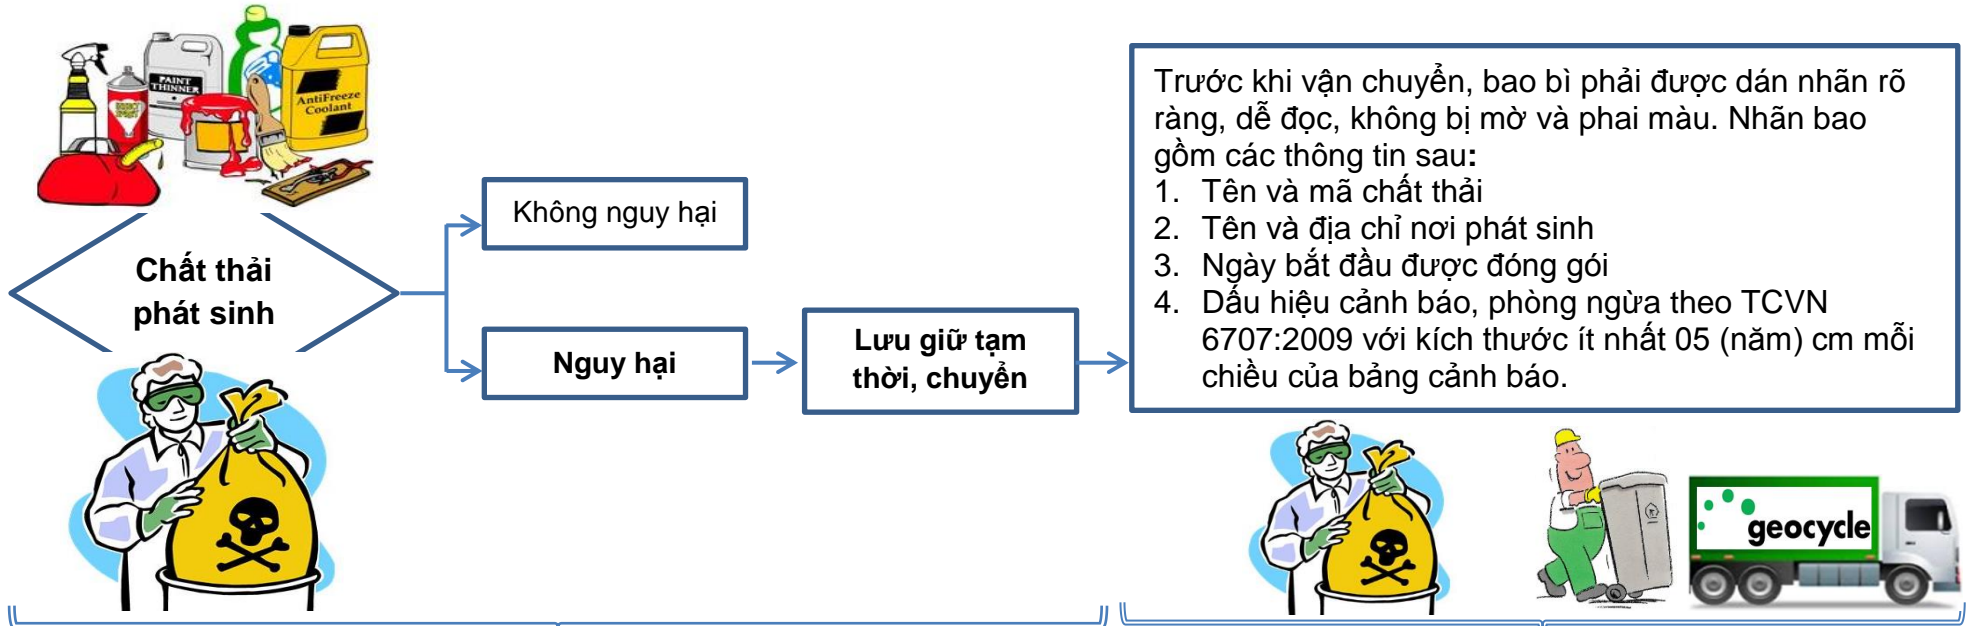 PAINT
THINNER
AntiFreeze
Coolant
Chất thải
phát sinh
Không nguy hại
Nguy hại
Lưu giữ tạm
thời, chuyển
Trước khi vận chuyển, bao bì phải được dán nhãn rõ
ràng, dễ đọc, không bị mờ và phai màu. Nhãn bao
gồm các thông tin sau:
1. Tên và mã chất thải
2. Tên và địa chỉ nơi phát sinh
3. Ngày bắt đầu được đóng gói
4. Dấu hiệu cảnh báo, phòng ngừa theo TCVN
6707:2009 với kích thước ít nhất 05 (năm) cm mỗi
chiều của bảng cảnh báo.
geocycle